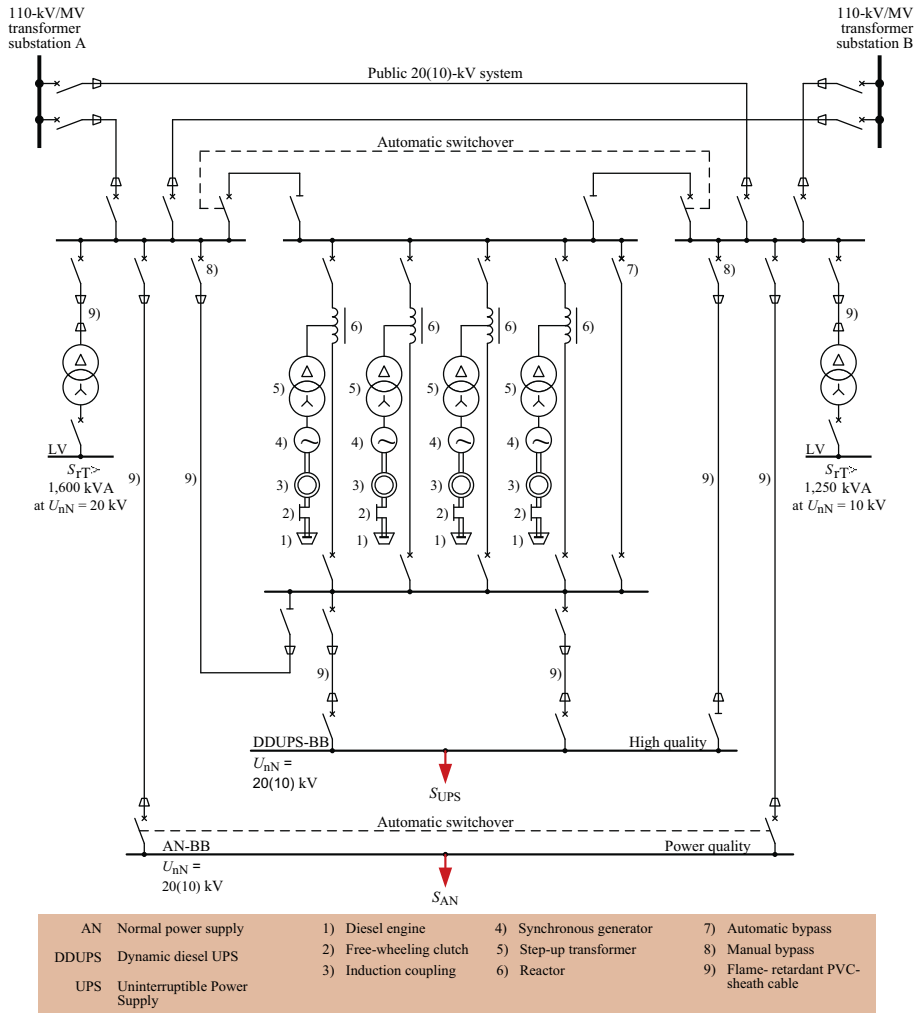 110-kV/MV
transformer
substation A
110-kV/MV
transformer
substation B
Public 20(10)-kV system
Automatic switchover
8)
7)
8)
9)
9)
6)
6)
6)
6)
5)
5)
5)
5)
4)
4)
4)
4)
3)
3)
3)
3)
2)
2)
2)
2)
1)
1)
1)
1)
LV
SrT>
1,600 kVA
at UnN = 20 kV
9)
9)
9)
9)
LV
SrT>
1,250 kVA
at UnN = 10 kV
9)
9)
DDUPS-BB
High quality
UnN =
20(10) kV
SUPS
Automatic switchover
AN-BB
Power quality
UnN =
20(10) kV
SAN
AN Normal power supply
DDUPS Dynamic diesel UPS
UPS Uninterruptible Power
Supply
1) Diesel engine
2) Free-wheeling clutch
3) Induction coupling
4) Synchronous generator
5) Step-up transformer
6) Reactor
7) Automatic bypass
8) Manual bypass
9) Flame- retardant PVC-
sheath cable